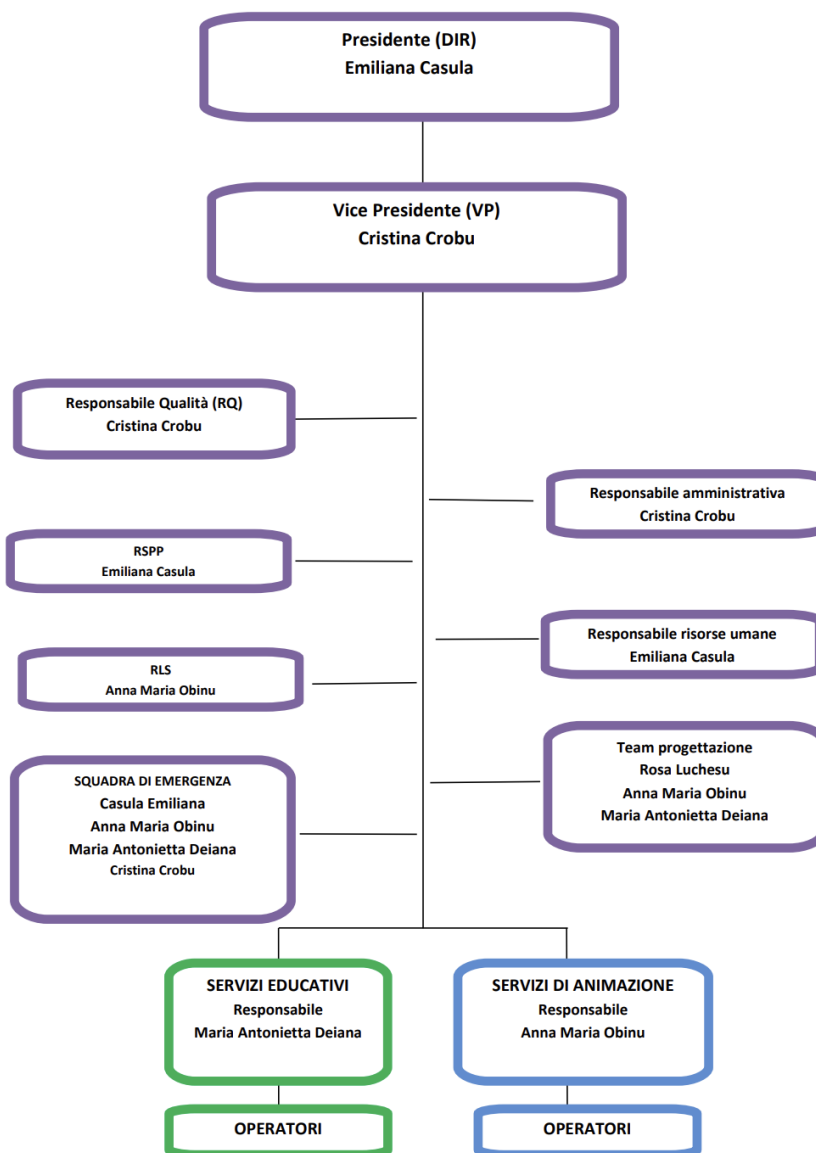 Presidente (DIR)
Emiliana Casula
Vice Presidente (VP)
Cristina Crobu
Responsabile Qualità (RQ)
Cristina Crobu
Responsabile amministrativa
Cristina Crobu
RSPP
Emiliana Casula
Responsabile risorse umane
Emiliana Casula
RLS
Anna Maria Obinu
Team progettazione
Rosa Luchesu
Anna Maria Obinu
Maria Antonietta Deiana
SQUADRA DI EMERGENZA
Casula Emiliana
Anna Maria Obinu
Maria Antonietta Deiana
Cristina Crobu
SERVIZI EDUCATIVI
Responsabile
Maria Antonietta Deiana
SERVIZI DI ANIMAZIONE
Responsabile
Anna Maria Obinu
OPERATORI
OPERATORI